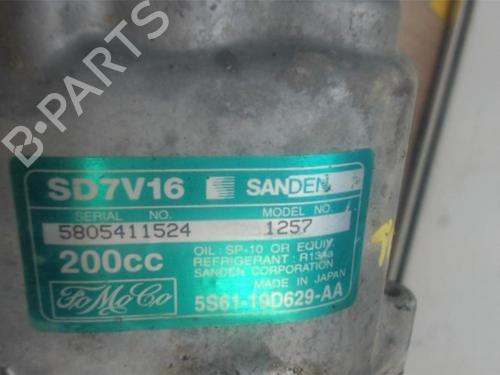 B-PARTS
SD7V16 SANDEN
SERIAL NO. MODEL NO.
5805411524 1257
OIL: SP-10 OR EQUIV.
200cc REFRIGERANT: R134a
SANDEN CORPORATION
MADE IN JAPAN
FoMoCo 5S61-19D629-AA
1